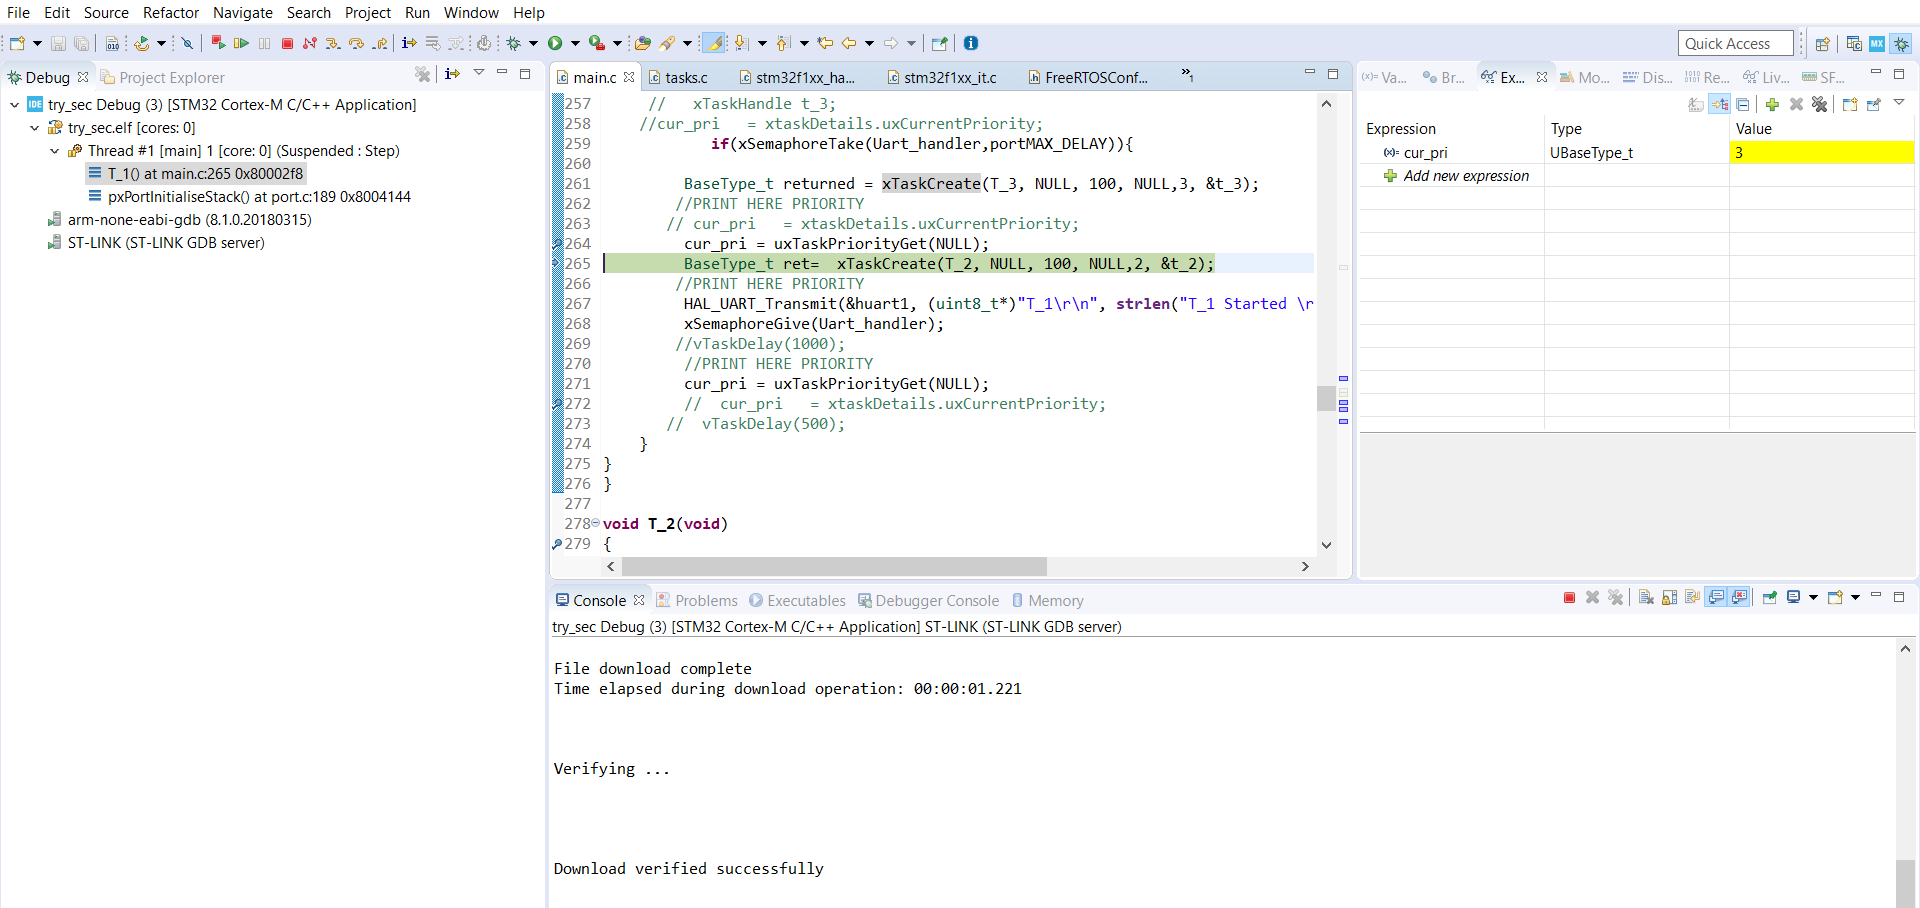 File Edit Source Refactor Navigate Search Project Run Window Help
Quick Access
Debug Project Explorer
try_sec Debug (3) [STM32 Cortex-M C/C++ Application]
try_sec.elf [cores: 0]
Thread #1 [main] 1 [core: 0] (Suspended : Step)
T_1() at main.c:265 0x80002f8
pxPortInitialiseStack() at port.c:189 0x8004144
arm-none-eabi-gdb (8.1.0.20180315)
ST-LINK (ST-LINK GDB server)
main.c tasks.c stm32f1xx_ha... stm32f1xx_it.c FreeRTOSConf... »1
257 // xTaskHandle t_3;
258 //cur_pri = xtaskDetails.uxCurrentPriority;
259 if(xSemaphoreTake(Uart_handler,portMAX_DELAY)){
260
261 BaseType_t returned = xTaskCreate(T_3, NULL, 100, NULL,3, &t_3);
262 //PRINT HERE PRIORITY
263 // cur_pri = xtaskDetails.uxCurrentPriority;
264 cur_pri = uxTaskPriorityGet(NULL);
265 BaseType_t ret= xTaskCreate(T_2, NULL, 100, NULL,2, &t_2);
266 //PRINT HERE PRIORITY
267 HAL_UART_Transmit(&huart1, (uint8_t*)"T_1\r\n", strlen("T_1 Started \r
268 xSemaphoreGive(Uart_handler);
269 //vTaskDelay(1000);
270 //PRINT HERE PRIORITY
271 cur_pri = uxTaskPriorityGet(NULL);
272 // cur_pri = xtaskDetails.uxCurrentPriority;
273 // vTaskDelay(500);
274 }
275 }
276 }
277
278 void T_2(void)
279 {
(x)= Va... Br... Ex... Mo... Dis... Re... Liv... SF...
Expression Type Value
(x)= cur_pri UBaseType_t 3
Add new expression
Console Problems Executables Debugger Console Memory
try_sec Debug (3) [STM32 Cortex-M C/C++ Application] ST-LINK (ST-LINK GDB server)
File download complete
Time elapsed during download operation: 00:00:01.221
Verifying ...
Download verified successfully